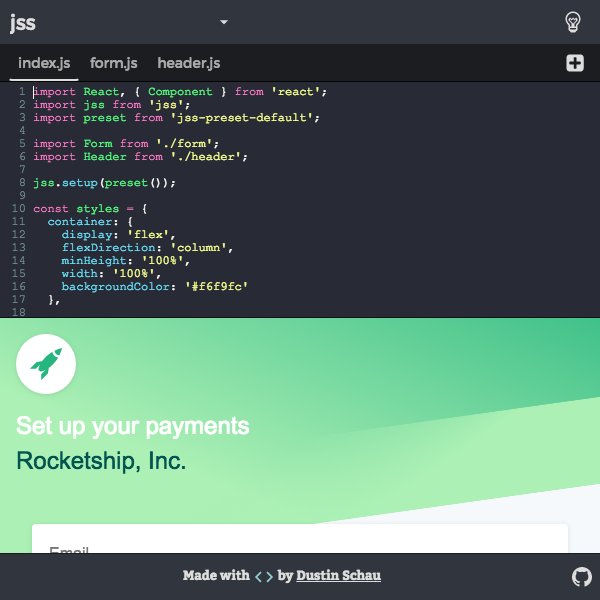 jss
index.js form.js header.js
1 import React, { Component } from 'react';
2 import jss from 'jss';
3 import preset from 'jss-preset-default';
4
5 import Form from './form';
6 import Header from './header';
7
8 jss.setup(preset());
9
10 const styles = {
11   container: {
12     display: 'flex',
13     flexDirection: 'column',
14     minHeight: '100%',
15     width: '100%',
16     backgroundColor: '#f6f9fc'
17   },
18
Set up your payments
Rocketship, Inc.
Email
Made with <> by Dustin Schau